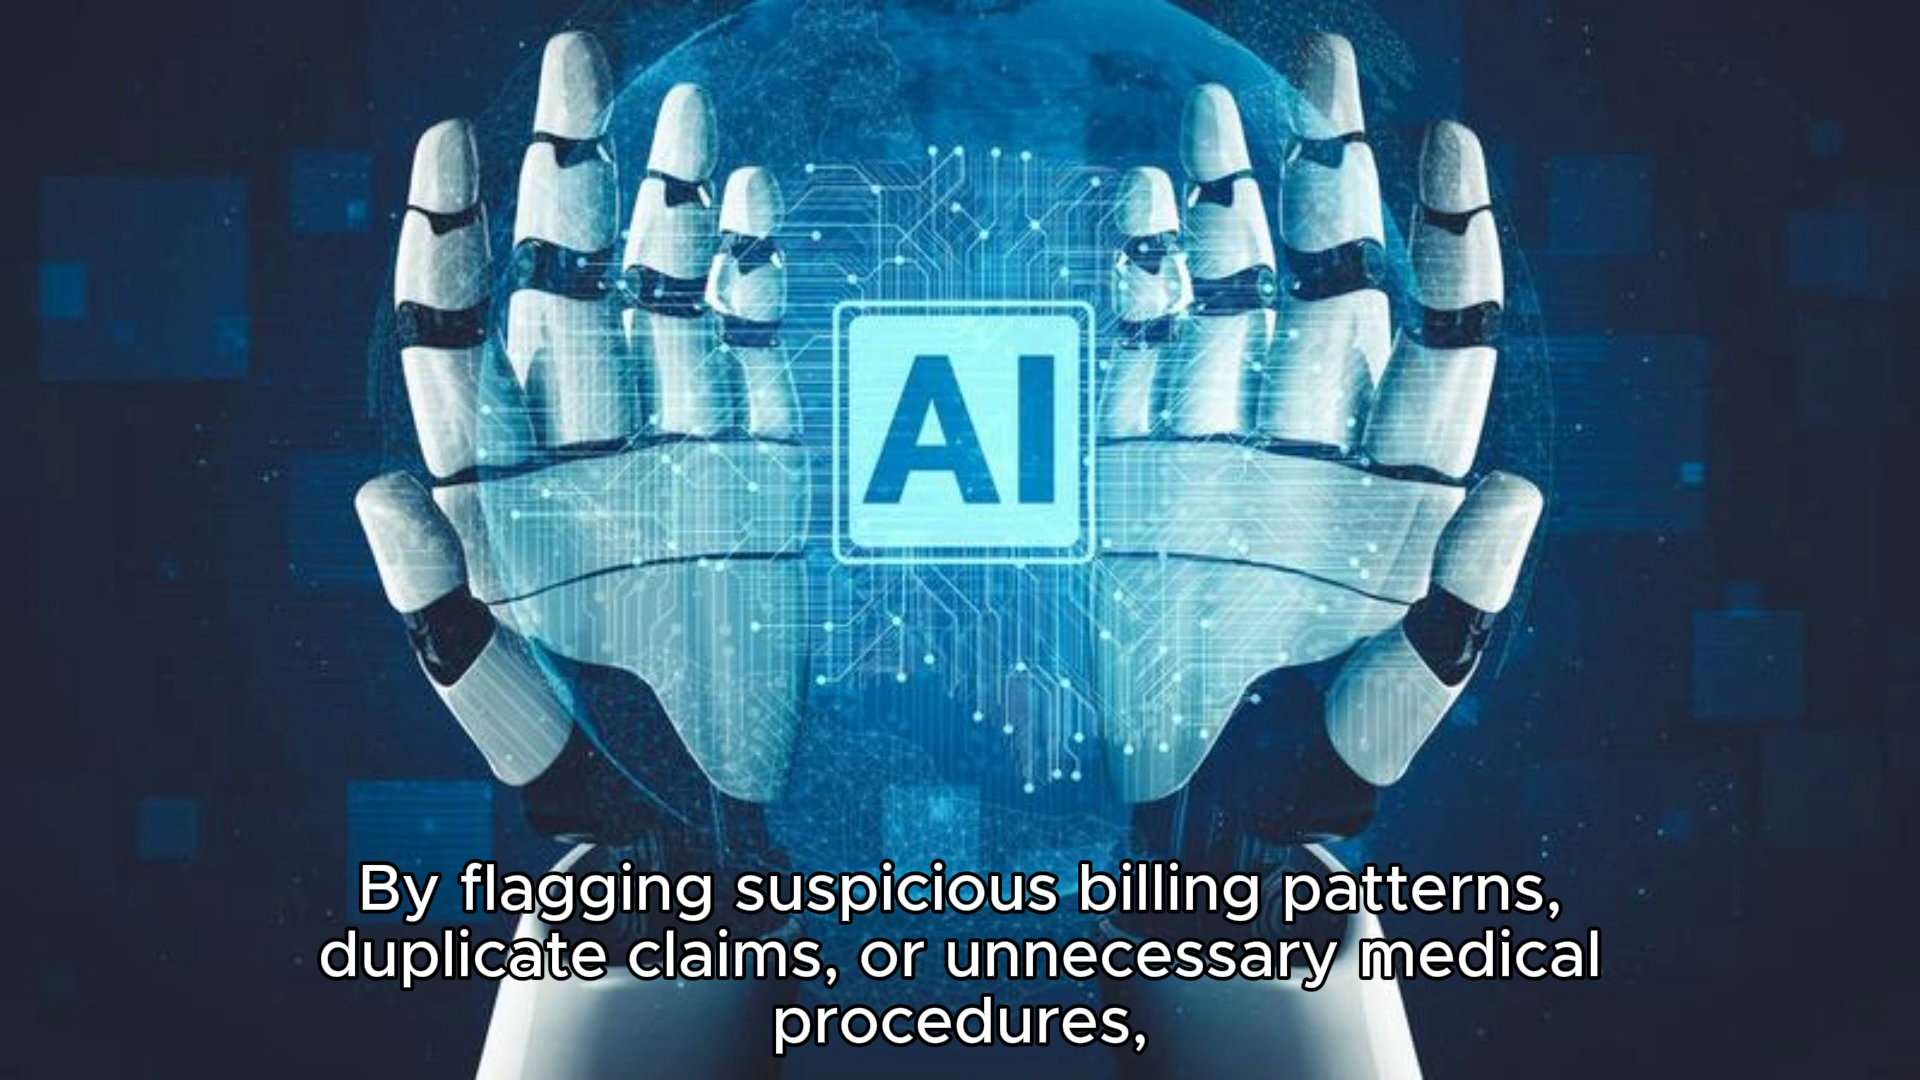 AI
By flagging suspicious billing patterns,
duplicate claims, or unnecessary medical
procedures,